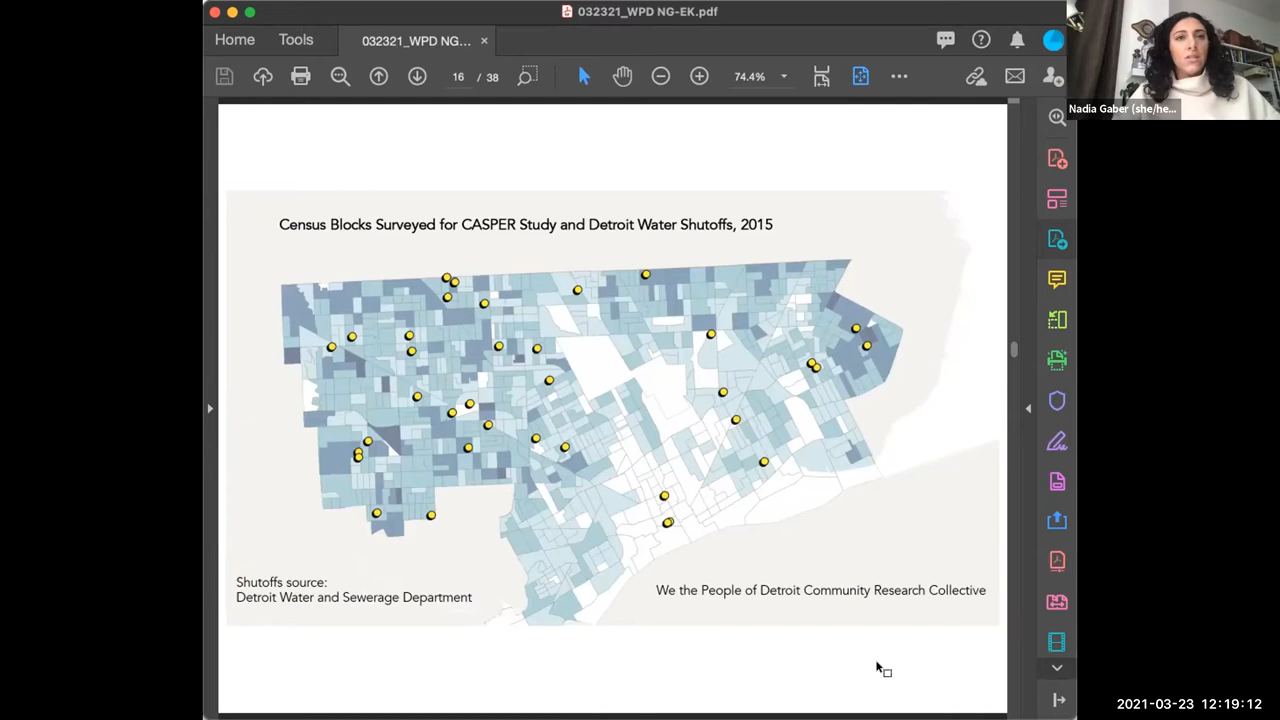 032321_WPD NG-EK.pdf
Home Tools 032321_WPD NG... ×
16 / 38 74.4%
Nadia Gaber (she/he...
Census Blocks Surveyed for CASPER Study and Detroit Water Shutoffs, 2015
Shutoffs source:
Detroit Water and Sewerage Department
We the People of Detroit Community Research Collective
2021-03-23 12:19:12